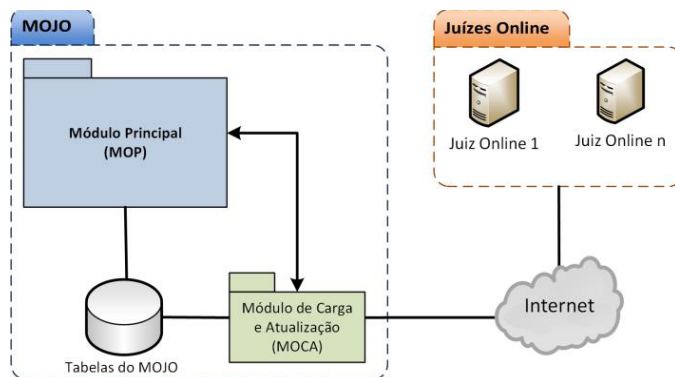 MOJO
Juízes Online
Módulo Principal
(MOP)
Juiz Online 1
Juiz Online n
Módulo de Carga
e Atualização
(MOCA)
Internet
Tabelas do MOJO